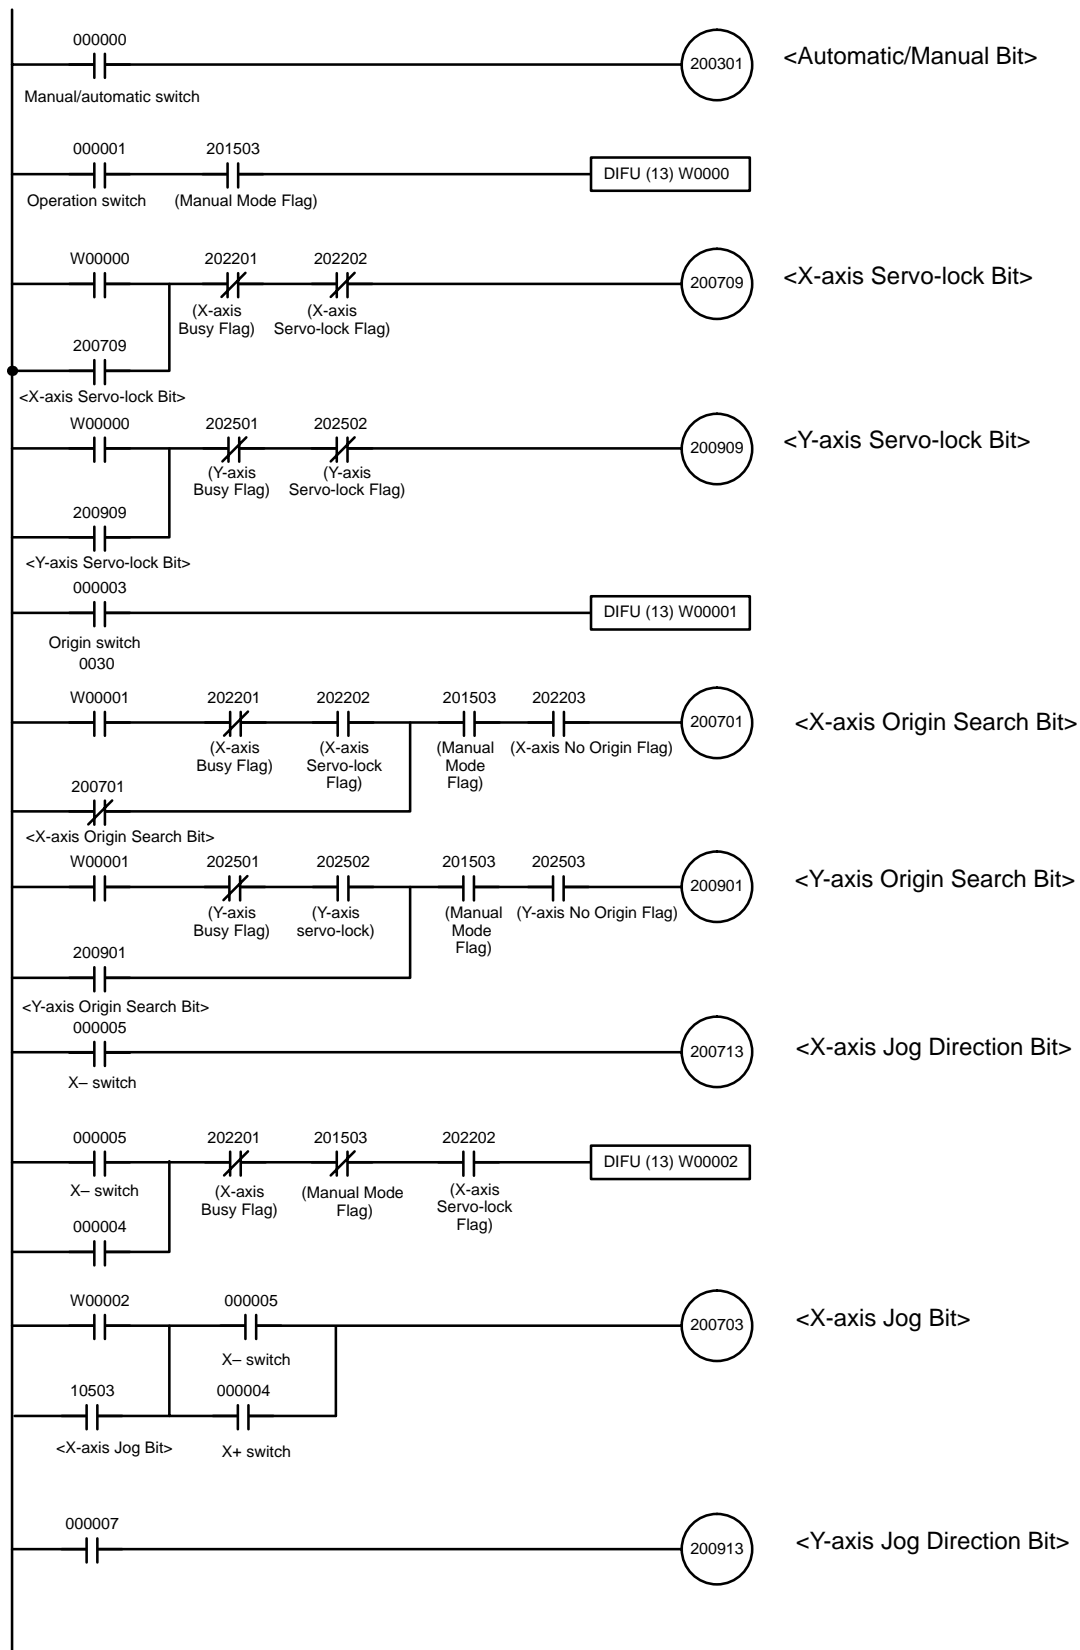 000000
200301
<Automatic/Manual Bit>
Manual/automatic switch
000001 201503
DIFU (13) W0000
Operation switch (Manual Mode Flag)
W00000 202201 202202
200709
<X-axis Servo-lock Bit>
(X-axis (X-axis
Busy Flag) Servo-lock Flag)
200709
<X-axis Servo-lock Bit>
W00000 202501 202502
200909
<Y-axis Servo-lock Bit>
(Y-axis (Y-axis
Busy Flag) Servo-lock Flag)
200909
<Y-axis Servo-lock Bit>
000003
DIFU (13) W00001
Origin switch
0030
W00001 202201 202202 201503 202203
200701
<X-axis Origin Search Bit>
(X-axis (X-axis (Manual (X-axis No Origin Flag)
Busy Flag) Servo-lock Mode
Flag) Flag)
200701
<X-axis Origin Search Bit>
W00001 202501 202502 201503 202503
200901
<Y-axis Origin Search Bit>
(Y-axis (Y-axis (Manual (Y-axis No Origin Flag)
Busy Flag) servo-lock) Mode
Flag)
200901
<Y-axis Origin Search Bit>
000005
200713
<X-axis Jog Direction Bit>
X– switch
000005 202201 201503 202202
DIFU (13) W00002
X– switch (X-axis (Manual Mode (X-axis
Busy Flag) Flag) Servo-lock
Flag)
000004
W00002 000005
200703
<X-axis Jog Bit>
X– switch
10503 000004
<X-axis Jog Bit> X+ switch
000007
200913
<Y-axis Jog Direction Bit>